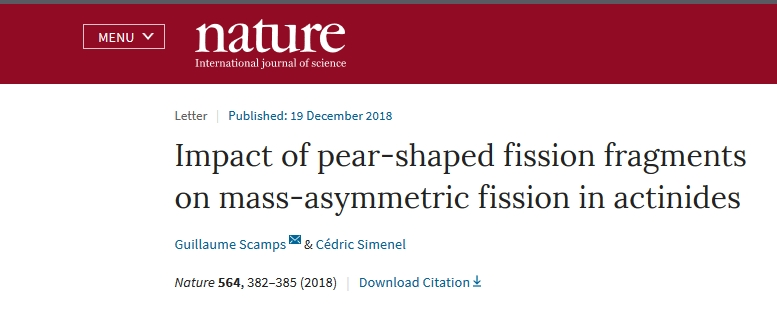 MENU
nature
International journal of science
Letter | Published: 19 December 2018
Impact of pear-shaped fission fragments
on mass-asymmetric fission in actinides
Guillaume Scamps & Cédric Simenel
Nature 564, 382–385 (2018) | Download Citation